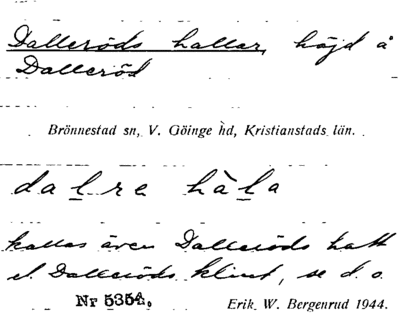 Dalleröds hallar, höjd å
Dalleröd
Brönnestad sn, V. Göinge hd, Kristianstads län.
dalre hàla
kallas även Dalleröds hatt
el. Dalleröds klint, se d. o.
Nr 5354.
Erik W. Bergenrud 1944.